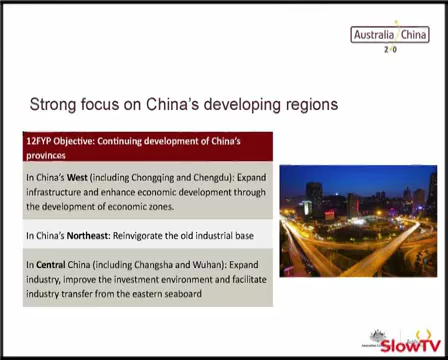 Australia China
2.0
Strong focus on China's developing regions
12FYP Objective: Continuing development of China's
provinces
In China's West (including Chongqing and Chengdu): Expand
infrastructure and enhance economic development through
the development of economic zones.
In China's Northeast: Reinvigorate the old industrial base
In Central China (including Changsha and Wuhan): Expand
industry, improve the investment environment and facilitate
industry transfer from the eastern seaboard
SlowTV